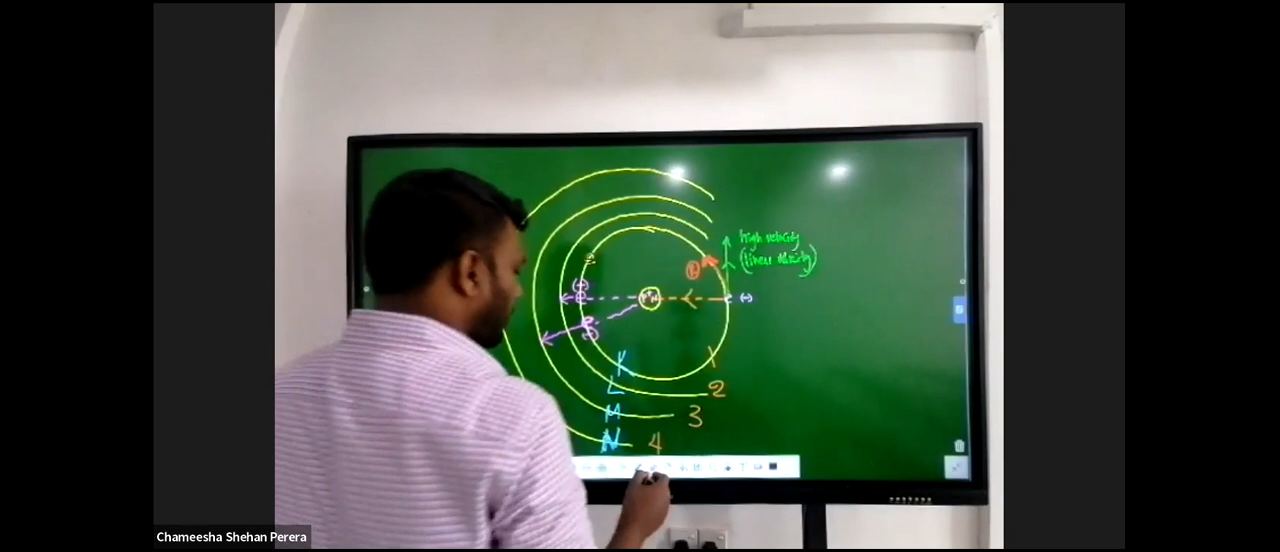 high velocity
(linear velocity)
e (-)
(-)
(-)
K
L
M
N
1
2
3
4
Chameesha Shehan Perera